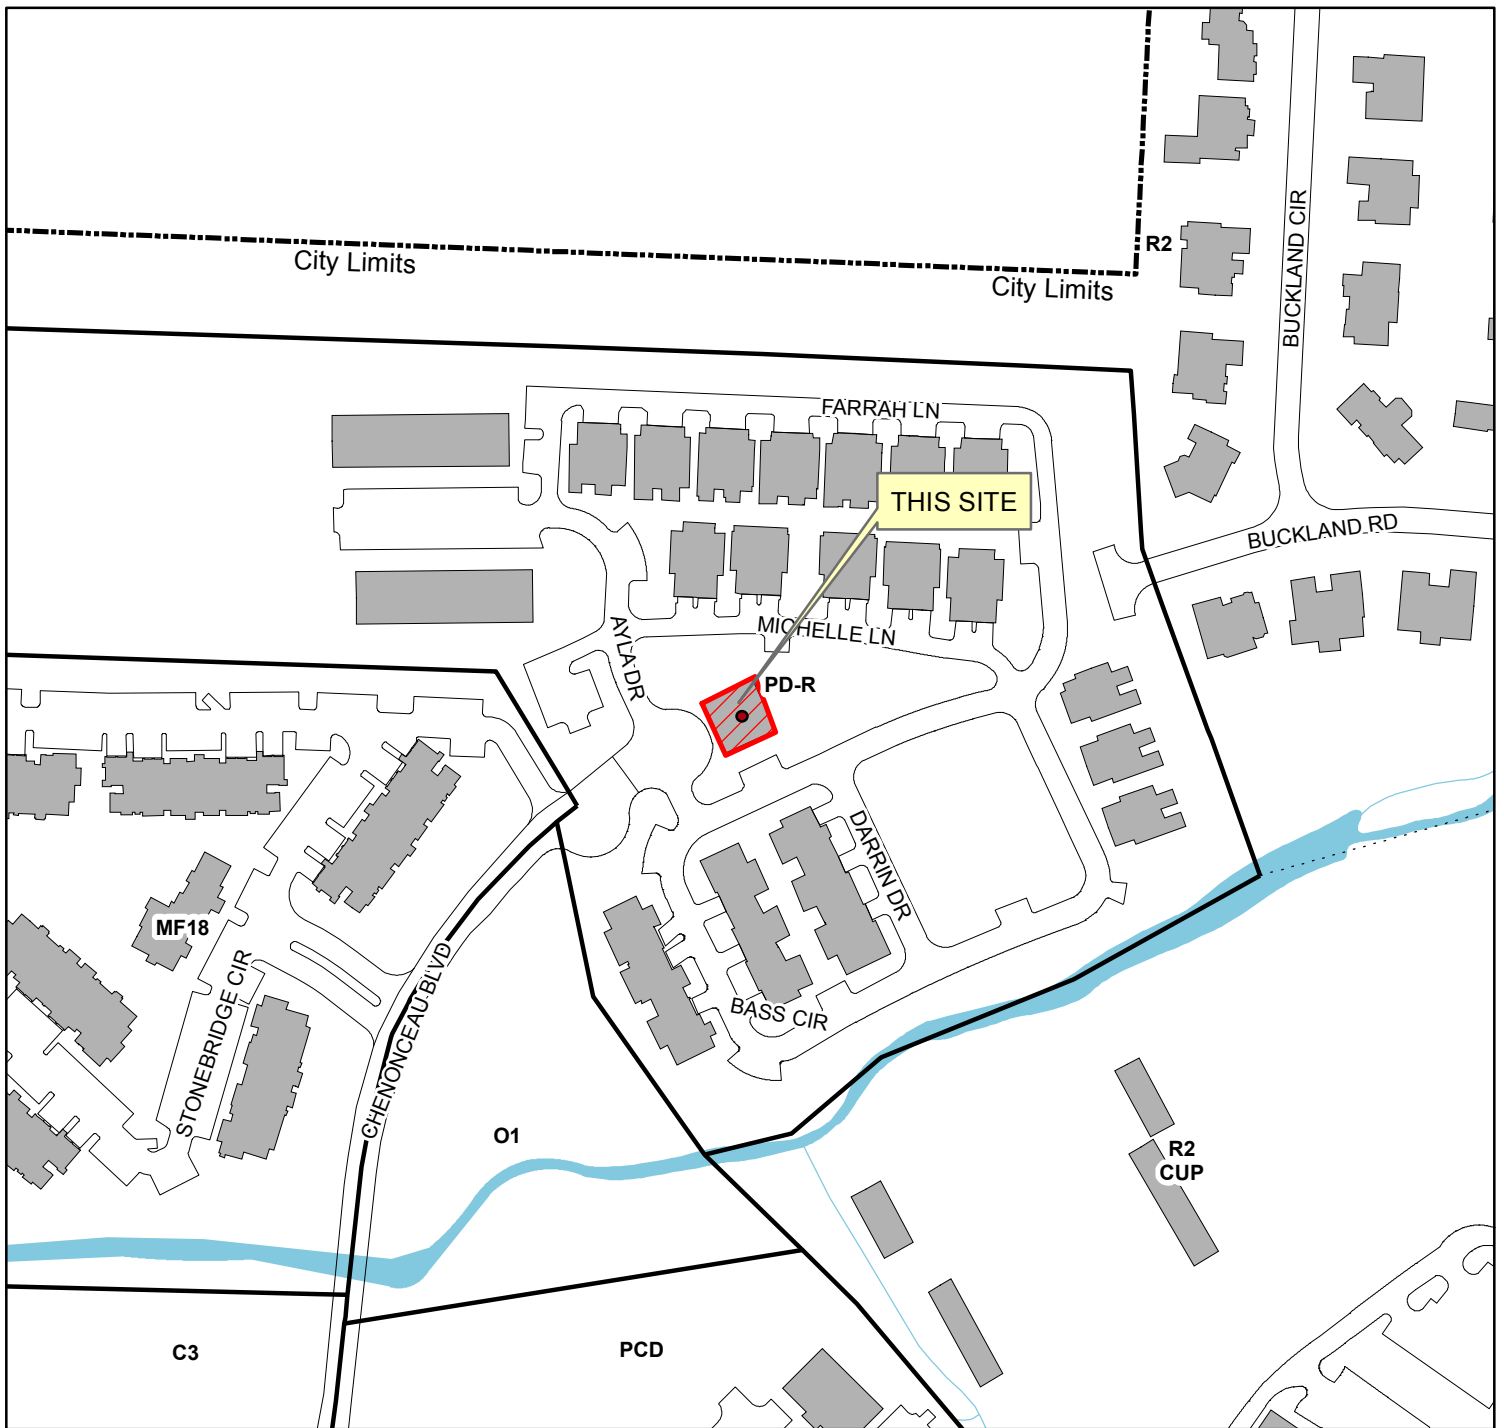 R2
BUCKLAND CIR
City Limits
City Limits
FARRAH LN
THIS SITE
BUCKLAND RD
MICHELLE LN
AYLA DR
PD-R
DARRIN DR
MF18
STONEBRIDGE CIR
CHENONCEAU BLVD
BASS CIR
O1
R2
CUP
C3
PCD